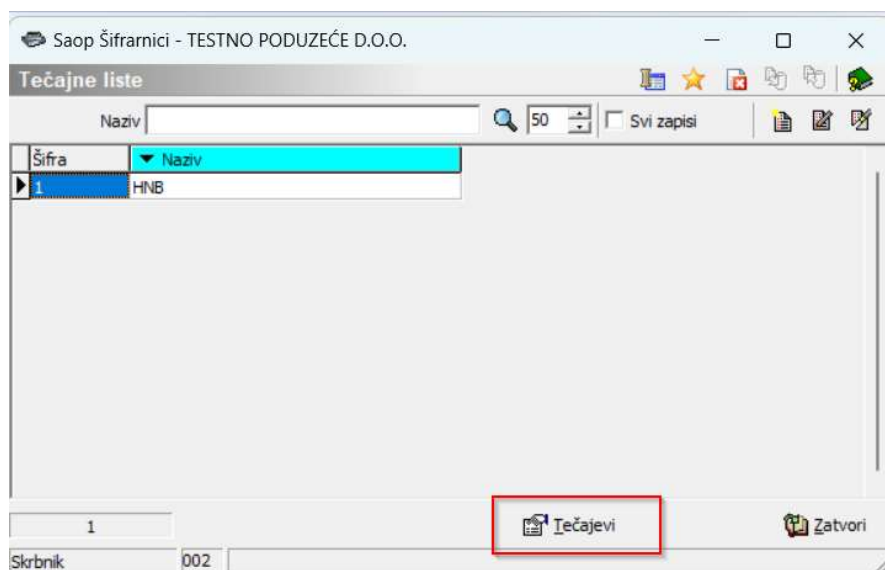 Saop Šifrarnici - TESTNO PODUZEĆE D.O.O.
Tečajne liste
Naziv 50 Svi zapisi
Šifra Naziv
1 HNB
1 Tečajevi Zatvori
Skrbnik 002